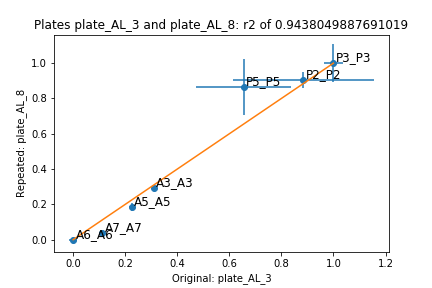 Plates plate_AL_3 and plate_AL_8: r2 of 0.9438049887691019
Repeated: plate_AL_8
1.0
0.8
0.6
0.4
0.2
0.0
P3_P3
P2_P2
P5_P5
A3_A3
A5_A5
A7_A7
A6_A6
0.0 0.2 0.4 0.6 0.8 1.0 1.2
Original: plate_AL_3